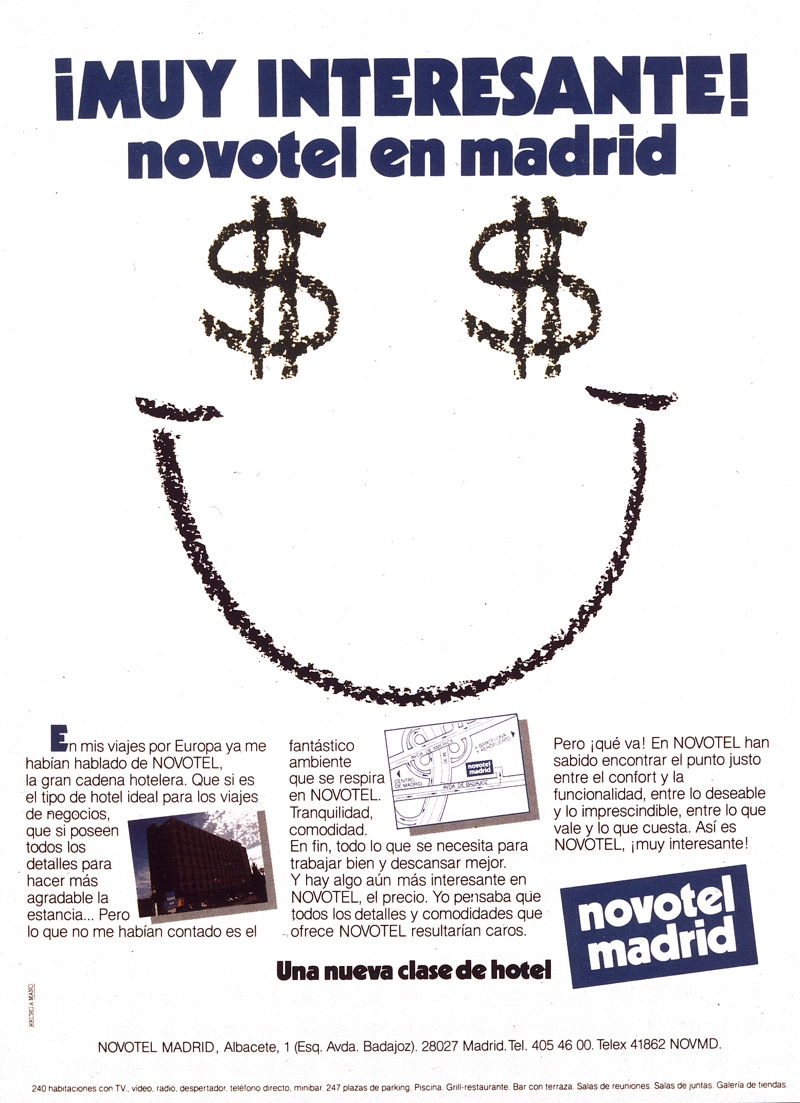 ¡MUY INTERESANTE!
novotel en madrid
$ $
En mis viajes por Europa ya me
habían hablado de NOVOTEL,
la gran cadena hotelera. Que si es
el tipo de hotel ideal para los viajes
de negocios,
que si poseen
todos los
detalles para
hacer más
agradable la
estancia... Pero
lo que no me habían contado es el
fantástico
ambiente
que se respira
en NOVOTEL.
Tranquilidad,
comodidad.
En fin, todo lo que se necesita para
trabajar bien y descansar mejor.
Y hay algo aún más interesante en
NOVOTEL, el precio. Yo pensaba que
todos los detalles y comodidades que
ofrece NOVOTEL resultarían caros.
AVDA. DE AMERICA
BARCELONA
AEROPUERTO
M-30
CENTRO
DE MADRID
novotel
madrid
AVDA. DE BADAJOZ
Pero ¡qué va! En NOVOTEL han
sabido encontrar el punto justo
entre el confort y la
funcionalidad, entre lo deseable
y lo imprescindible, entre lo que
vale y lo que cuesta. Así es
NOVOTEL, ¡muy interesante!
novotel
madrid
Una nueva clase de hotel
HECHO A MANO
NOVOTEL MADRID, Albacete, 1 (Esq. Avda. Badajoz). 28027 Madrid. Tel. 405 46 00. Telex 41862 NOVMD.
240 habitaciones con TV., vídeo, radio, despertador, teléfono directo, minibar. 247 plazas de parking. Piscina. Grill-restaurante. Bar con terraza. Salas de reuniones. Salas de juntas. Galería de tiendas.